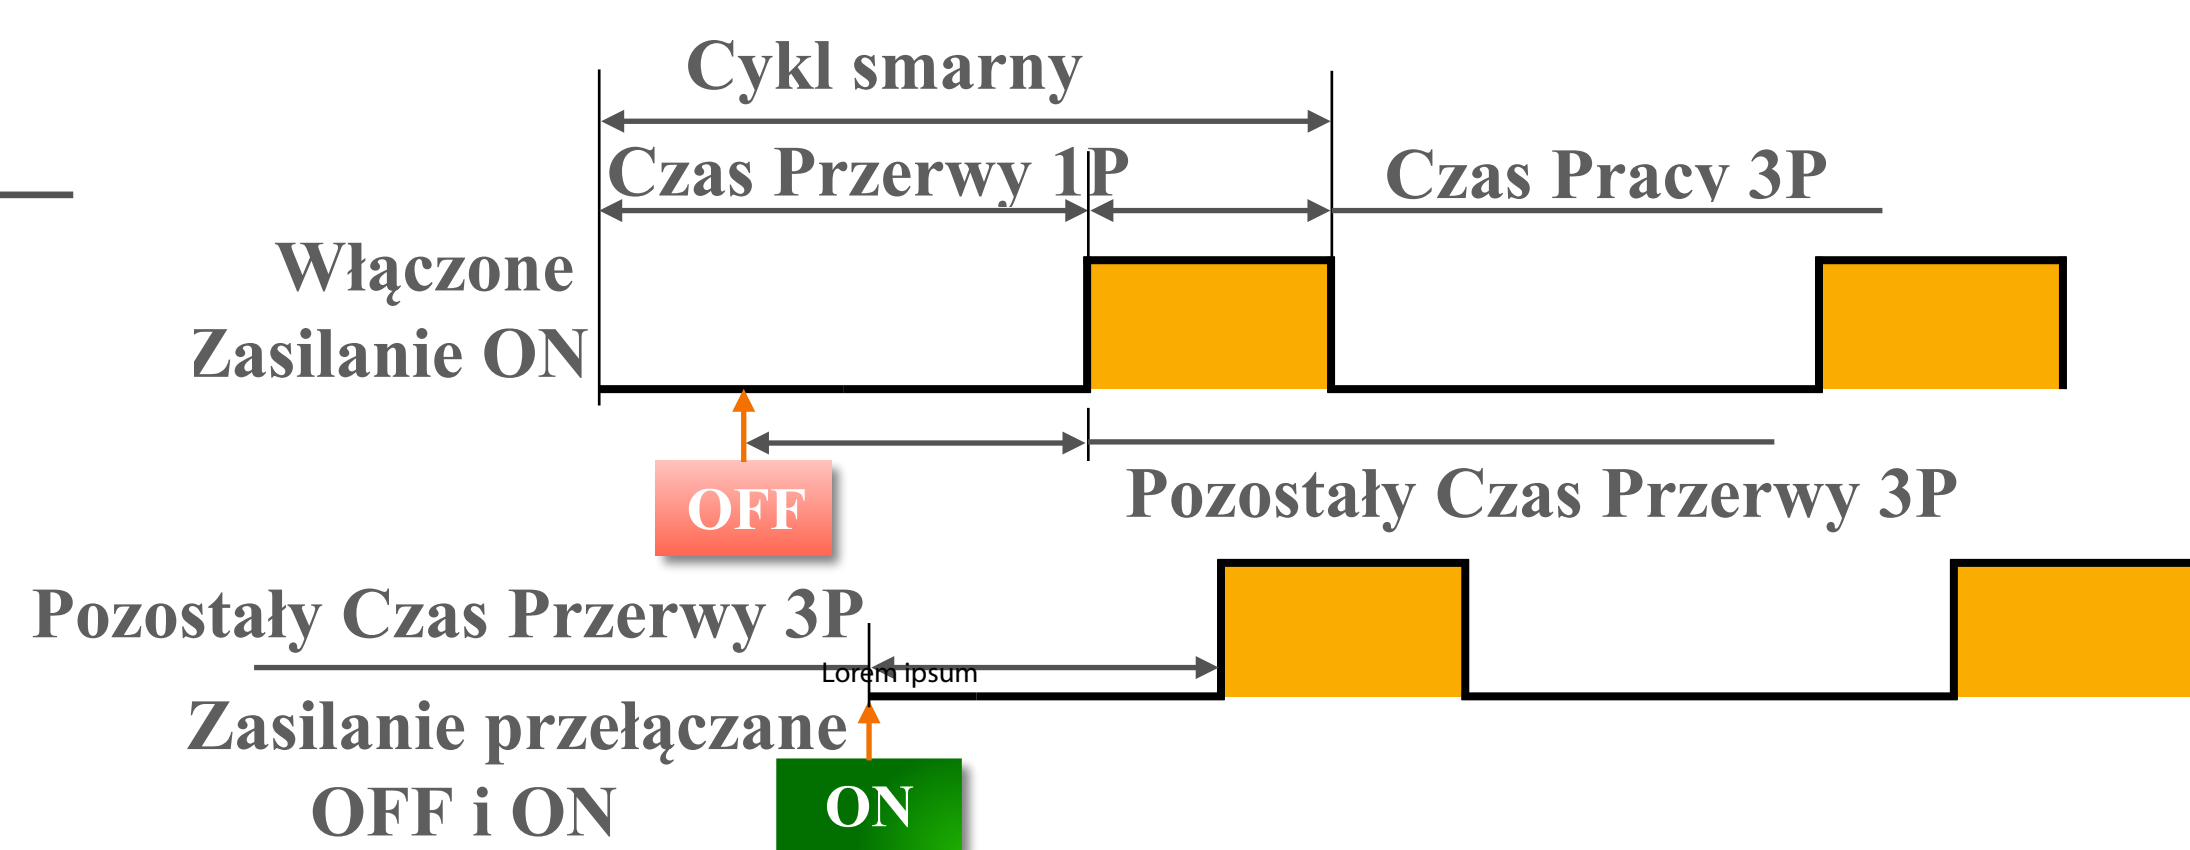 Cykl smarny
Czas Przerwy 1P
Czas Pracy 3P
Włączone
Zasilanie ON
OFF
Pozostały Czas Przerwy 3P
Pozostały Czas Przerwy 3P
Lorem ipsum
Zasilanie przełączane
OFF i ON
ON